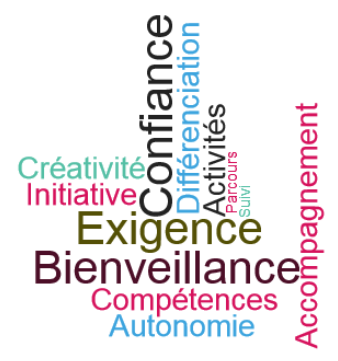 Confiance
Différenciation
Activités
Parcours
Suivi
Accompagnement
Créativité
Initiative
Exigence
Bienveillance
Compétences
Autonomie